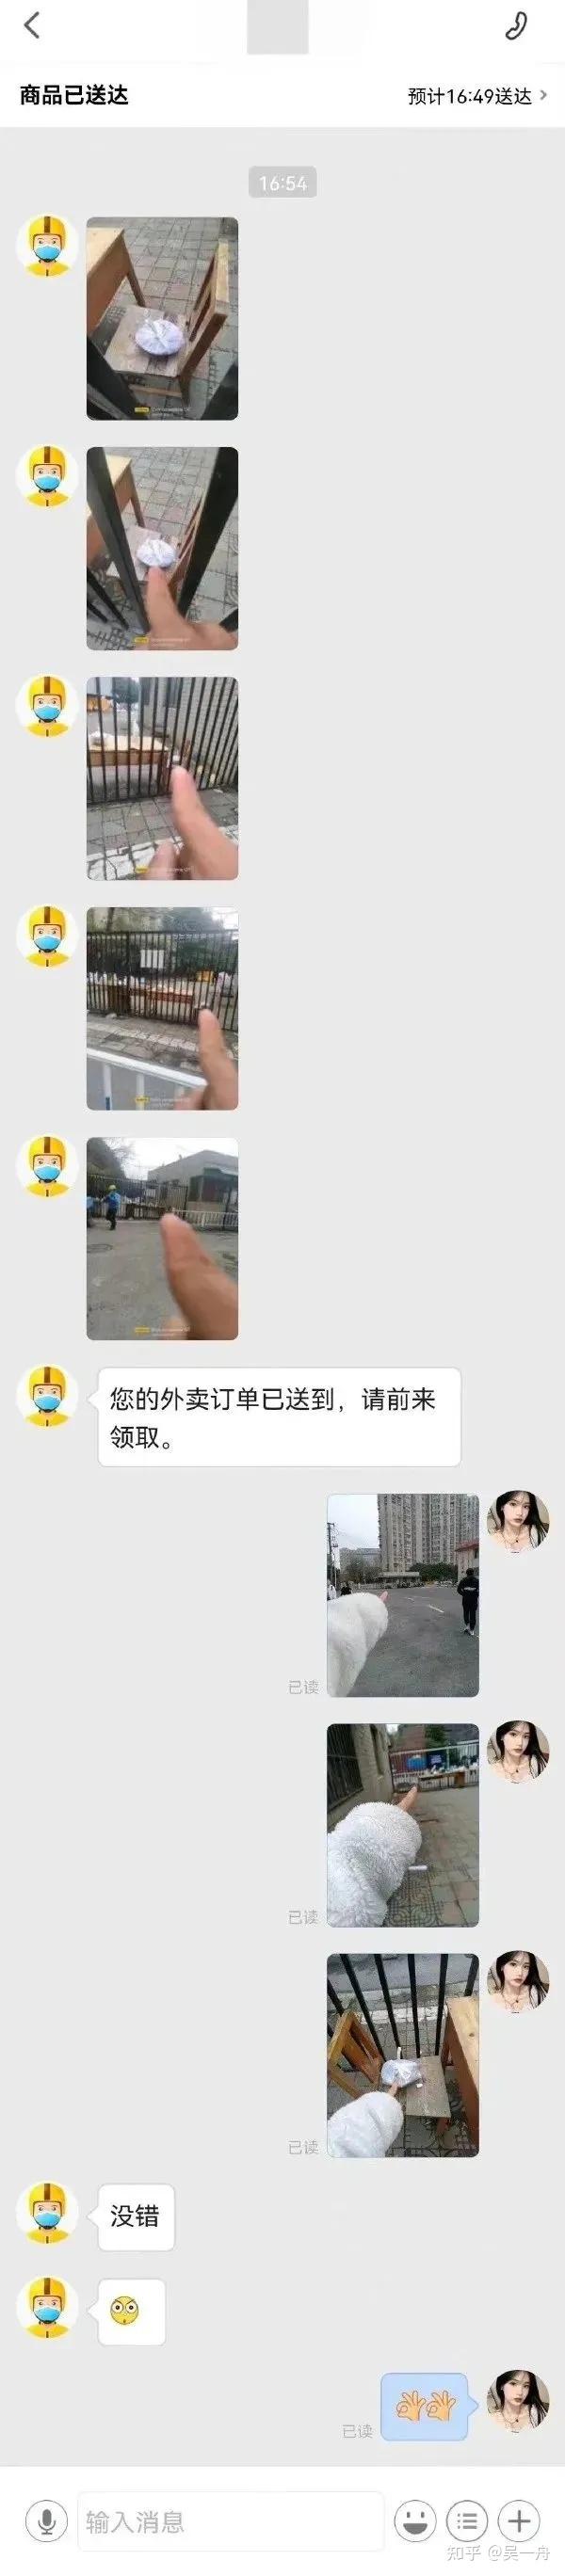 商品已送达
预计16:49送达
16:54
您的外卖订单已送到，请前来
领取。
已读
已读
已读
没错
已读
输入消息
知乎 @吴一舟